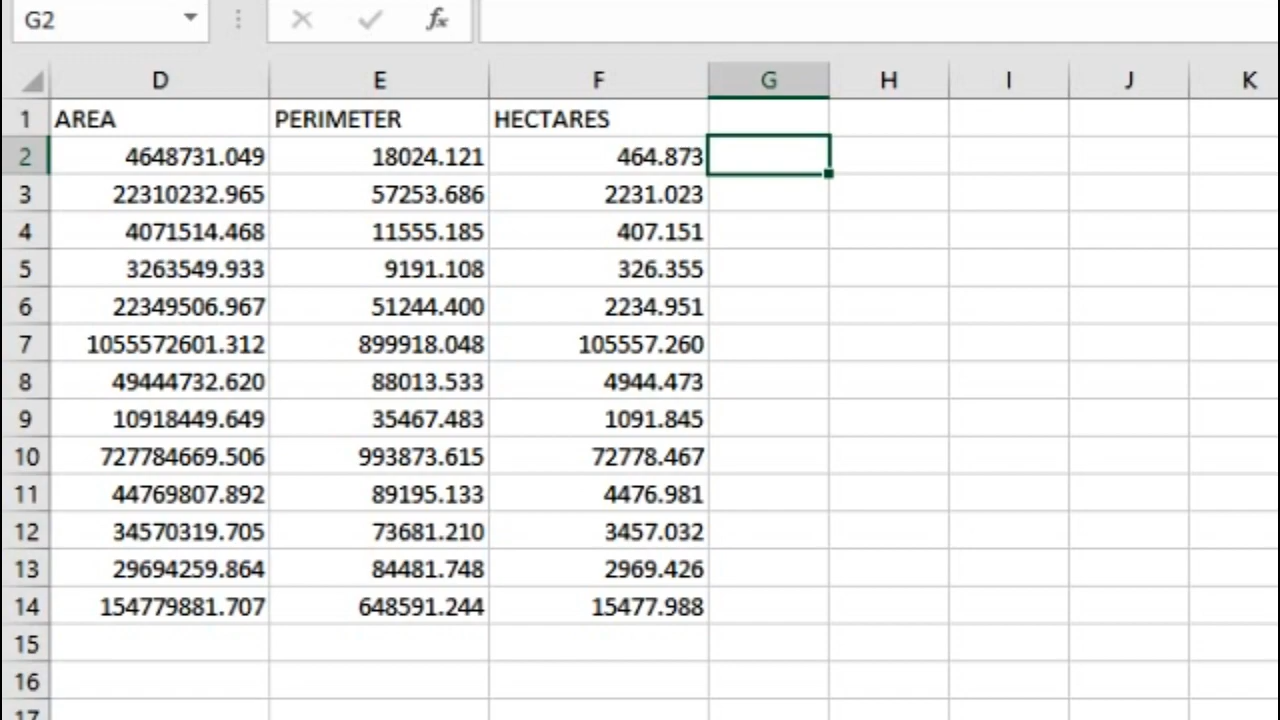 G2 fx
D E F G H I J K
1 AREA PERIMETER HECTARES
2 4648731.049 18024.121 464.873
3 22310232.965 57253.686 2231.023
4 4071514.468 11555.185 407.151
5 3263549.933 9191.108 326.355
6 22349506.967 51244.400 2234.951
7 1055572601.312 899918.048 105557.260
8 49444732.620 88013.533 4944.473
9 10918449.649 35467.483 1091.845
10 727784669.506 993873.615 72778.467
11 44769807.892 89195.133 4476.981
12 34570319.705 73681.210 3457.032
13 29694259.864 84481.748 2969.426
14 154779881.707 648591.244 15477.988
15
16
17